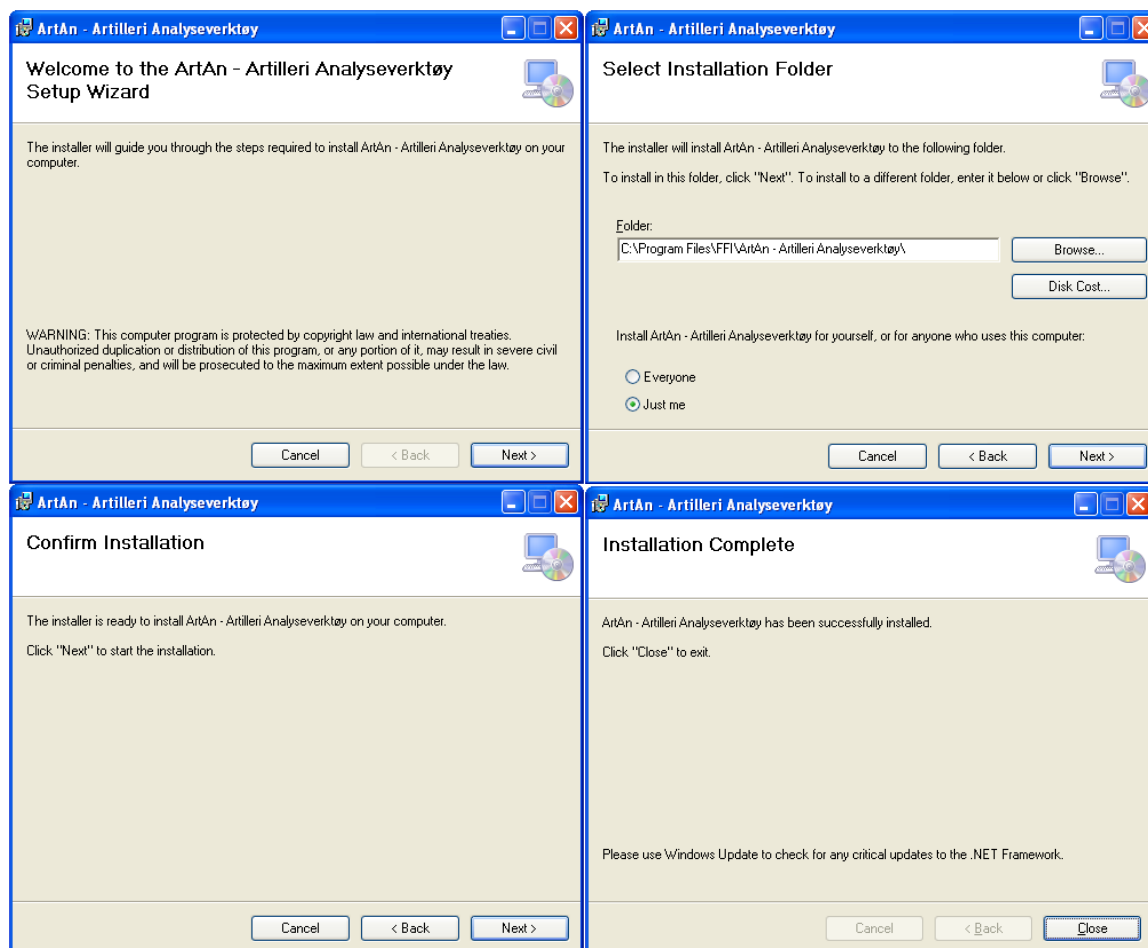 ArtAn - Artilleri Analyseverktøy
Welcome to the ArtAn - Artilleri Analyseverktøy
Setup Wizard
The installer will guide you through the steps required to install ArtAn - Artilleri Analyseverktøy on your
computer.
WARNING: This computer program is protected by copyright law and international treaties.
Unauthorized duplication or distribution of this program, or any portion of it, may result in severe civil
or criminal penalties, and will be prosecuted to the maximum extent possible under the law.
Cancel < Back Next >
ArtAn - Artilleri Analyseverktøy
Select Installation Folder
The installer will install ArtAn - Artilleri Analyseverktøy to the following folder.
To install in this folder, click "Next". To install to a different folder, enter it below or click "Browse".
Folder:
C:\Program Files\FFI\ArtAn - Artilleri Analyseverktøy\
Browse...
Disk Cost...
Install ArtAn - Artilleri Analyseverktøy for yourself, or for anyone who uses this computer:
Everyone
Just me
Cancel < Back Next >
ArtAn - Artilleri Analyseverktøy
Confirm Installation
The installer is ready to install ArtAn - Artilleri Analyseverktøy on your computer.
Click "Next" to start the installation.
Cancel < Back Next >
ArtAn - Artilleri Analyseverktøy
Installation Complete
ArtAn - Artilleri Analyseverktøy has been successfully installed.
Click "Close" to exit.
Please use Windows Update to check for any critical updates to the .NET Framework.
Cancel < Back Close